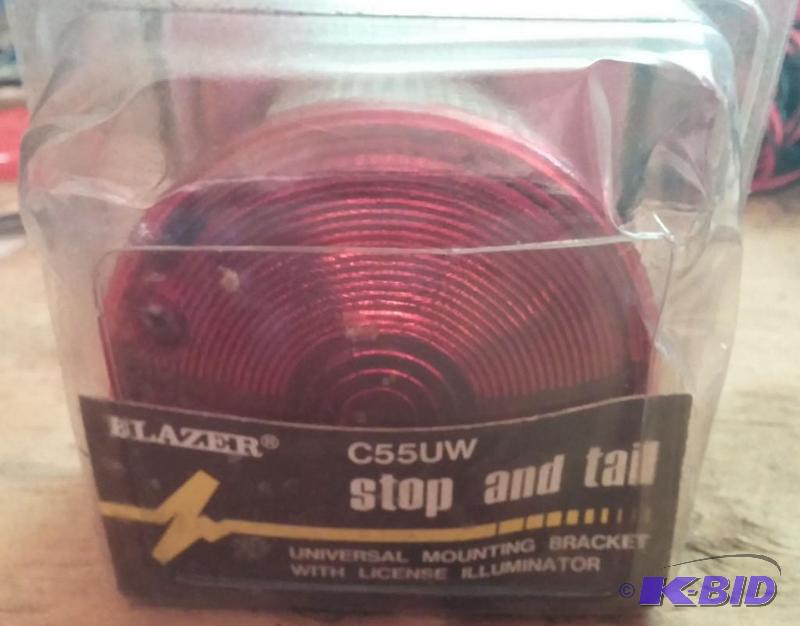 BLAZER®
C55UW
stop and tail
UNIVERSAL MOUNTING BRACKET
WITH LICENSE ILLUMINATOR
© K-BID